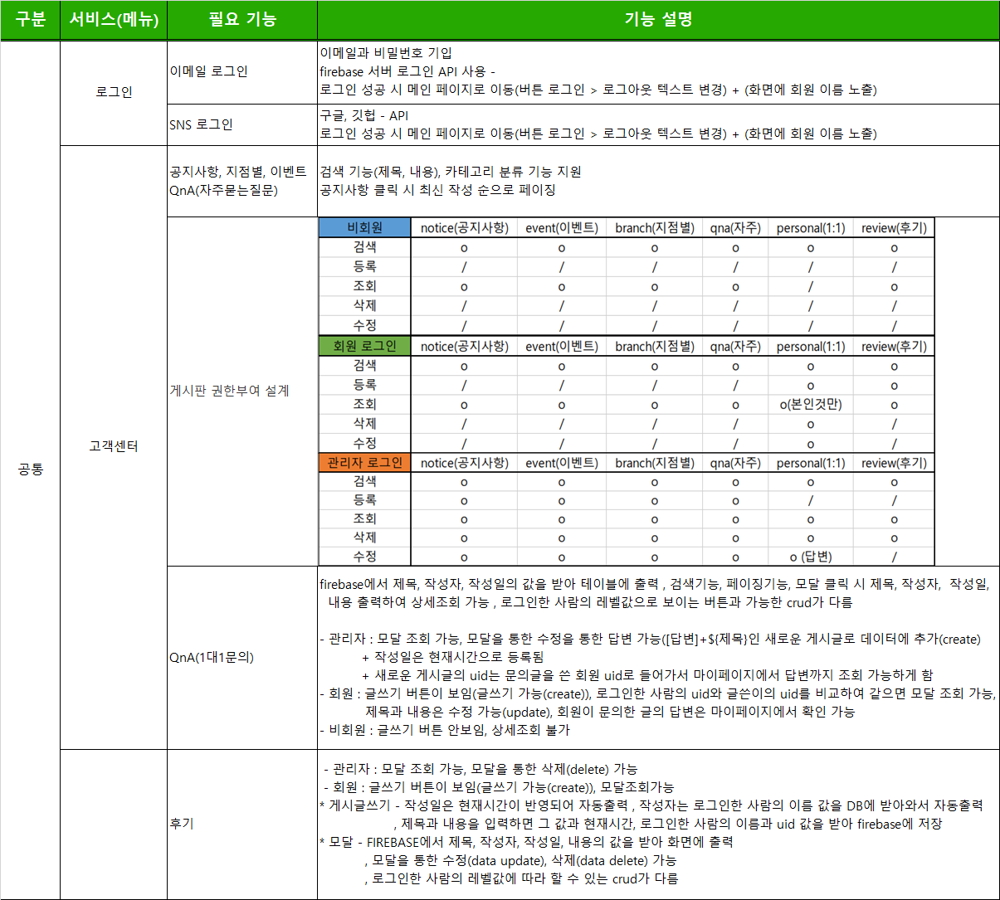 구분 서비스(메뉴) 필요 기능 기능 설명
공통
로그인
이메일 로그인
이메일과 비밀번호 기입
firebase 서버 로그인 API 사용 -
로그인 성공 시 메인 페이지로 이동(버튼 로그인 > 로그아웃 텍스트 변경) + (화면에 회원 이름 노출)
SNS 로그인
구글, 깃헙 - API
로그인 성공 시 메인 페이지로 이동(버튼 로그인 > 로그아웃 텍스트 변경) + (화면에 회원 이름 노출)
고객센터
공지사항, 지점별, 이벤트
QnA(자주묻는질문)
검색 기능(제목, 내용), 카테고리 분류 기능 지원
공지사항 클릭 시 최신 작성 순으로 페이징
게시판 권한부여 설계
비회원 notice(공지사항) event(이벤트) branch(지점별) qna(자주) personal(1:1) review(후기)
검색 o o o o o o
등록 / / / / / /
조회 o o o o / o
삭제 / / / / / /
수정 / / / / / /
회원 로그인 notice(공지사항) event(이벤트) branch(지점별) qna(자주) personal(1:1) review(후기)
검색 o o o o o o
등록 / / / / o o
조회 o o o o o(본인것만) o
삭제 / / / / o /
수정 / / / / o /
관리자 로그인 notice(공지사항) event(이벤트) branch(지점별) qna(자주) personal(1:1) review(후기)
검색 o o o o o o
등록 o o o o / /
조회 o o o o o o
삭제 o o o o o o
수정 o o o o o (답변) /
QnA(1대1문의)
firebase에서 제목, 작성자, 작성일의 값을 받아 테이블에 출력 , 검색기능, 페이징기능, 모달 클릭 시 제목, 작성자, 작성일,
내용 출력하여 상세조회 가능 , 로그인한 사람의 레벨값으로 보이는 버튼과 가능한 crud가 다름
- 관리자 : 모달 조회 가능, 모달을 통한 수정을 통한 답변 가능([답변]+${제목}인 새로운 게시글로 데이터에 추가(create)
+ 작성일은 현재시간으로 등록됨
+ 새로운 게시글의 uid는 문의글을 쓴 회원 uid로 들어가서 마이페이지에서 답변까지 조회 가능하게 함
- 회원 : 글쓰기 버튼이 보임(글쓰기 가능(create)), 로그인한 사람의 uid와 글쓴이의 uid를 비교하여 같으면 모달 조회 가능,
제목과 내용은 수정 가능(update), 회원이 문의한 글의 답변은 마이페이지에서 확인 가능
- 비회원 : 글쓰기 버튼 안보임, 상세조회 불가
후기
- 관리자 : 모달 조회 가능, 모달을 통한 삭제(delete) 가능
- 회원 : 글쓰기 버튼이 보임(글쓰기 가능(create)), 모달조회가능
* 게시글쓰기 - 작성일은 현재시간이 반영되어 자동출력 , 작성자는 로그인한 사람의 이름 값을 DB에 받아와서 자동출력
, 제목과 내용을 입력하면 그 값과 현재시간, 로그인한 사람의 이름과 uid 값을 받아 firebase에 저장
* 모달 - FIREBASE에서 제목, 작성자, 작성일, 내용의 값을 받아 화면에 출력
, 모달을 통한 수정(data update), 삭제(data delete) 가능
, 로그인한 사람의 레벨값에 따라 할 수 있는 crud가 다름